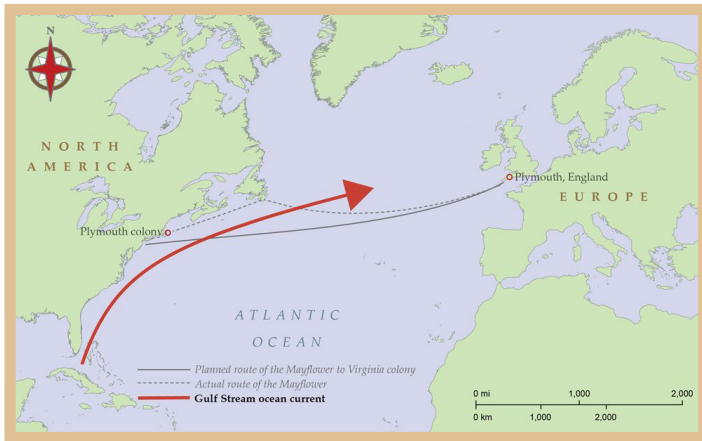 N
NORTH
AMERICA
Plymouth, England
EUROPE
Plymouth colony
ATLANTIC
OCEAN
Planned route of the Mayflower to Virginia colony
Actual route of the Mayflower
Gulf Stream ocean current
0 mi 1,000 2,000
0 km 1,000 2,000